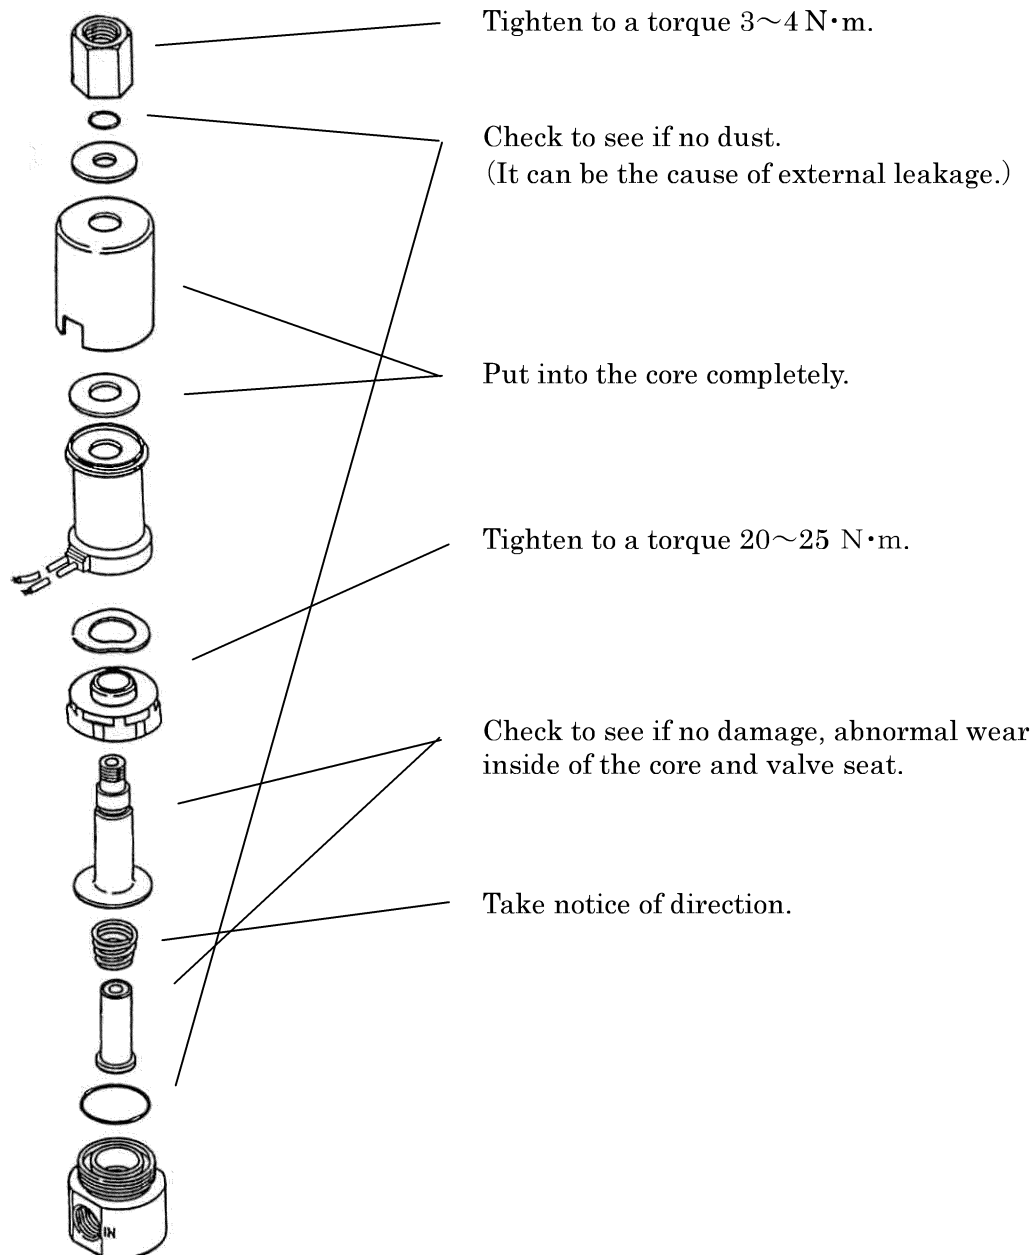 Tighten to a torque 3～4 N･m.
Check to see if no dust.
（It can be the cause of external leakage.）
Put into the core completely.
Tighten to a torque 20～25 N･m.
Check to see if no damage, abnormal wear
inside of the core and valve seat.
Take notice of direction.
IN